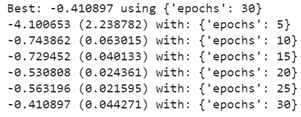 Best: -0.410897 using {'epochs': 30}
-4.100653 (2.238782) with: {'epochs': 5}
-0.743862 (0.063015) with: {'epochs': 10}
-0.729452 (0.040133) with: {'epochs': 15}
-0.530808 (0.024361) with: {'epochs': 20}
-0.563196 (0.021595) with: {'epochs': 25}
-0.410897 (0.044271) with: {'epochs': 30}